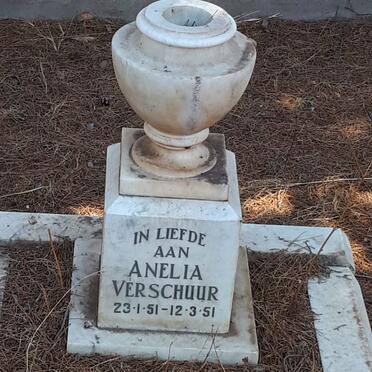 IN LIEFDE
AAN
ANELIA
VERSCHUUR
23·1·51-12·3·51